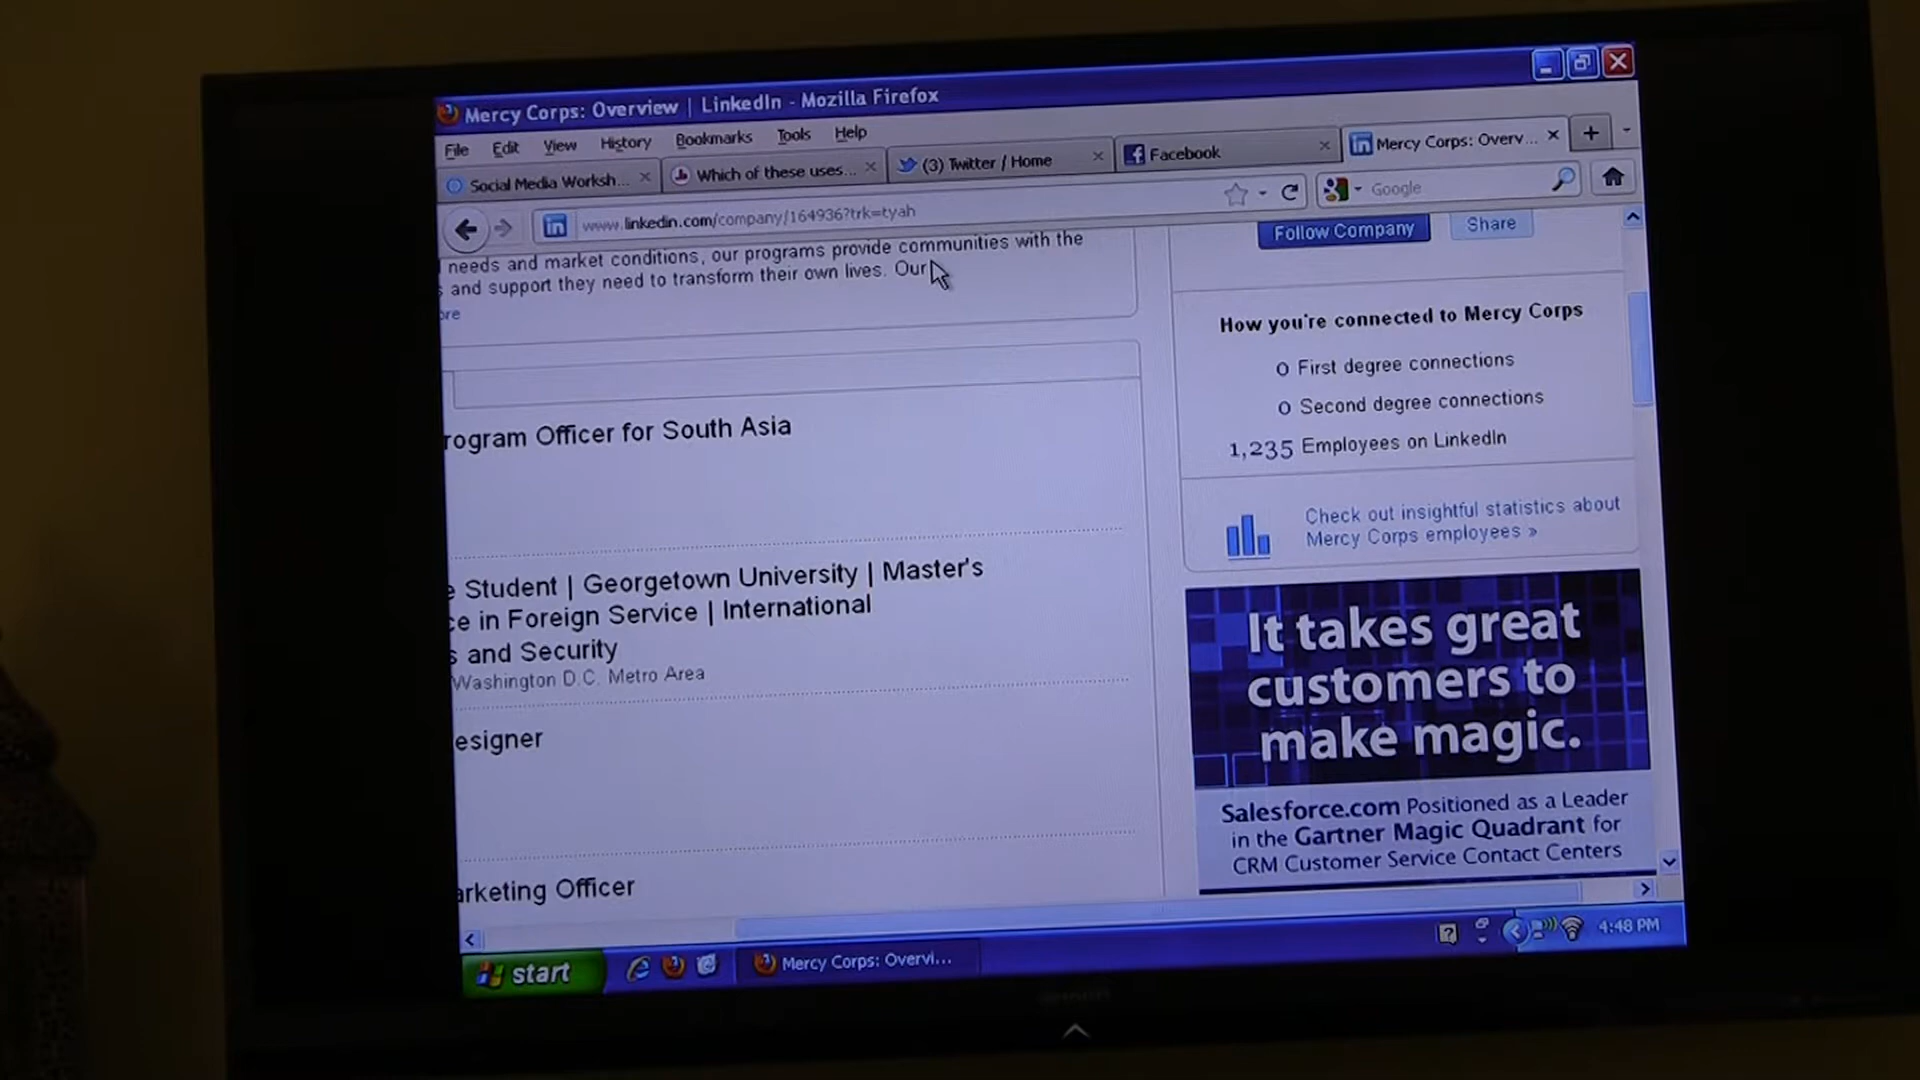 Mercy Corps: Overview | LinkedIn - Mozilla Firefox
File Edit View History Bookmarks Tools Help
Social Media Worksh... Which of these uses... (3) Twitter / Home Facebook Mercy Corps: Overv...
www.linkedin.com/company/164936?trk=tyah
Google
needs and market conditions, our programs provide communities with the
s and support they need to transform their own lives. Our
ore
rogram Officer for South Asia
e Student | Georgetown University | Master's
ce in Foreign Service | International
s and Security
Washington D.C. Metro Area
esigner
arketing Officer
Follow Company Share
How you're connected to Mercy Corps
0 First degree connections
0 Second degree connections
1,235 Employees on LinkedIn
Check out insightful statistics about
Mercy Corps employees »
It takes great
customers to
make magic.
Salesforce.com Positioned as a Leader
in the Gartner Magic Quadrant for
CRM Customer Service Contact Centers
start
Mercy Corps: Overvi...
4:48 PM